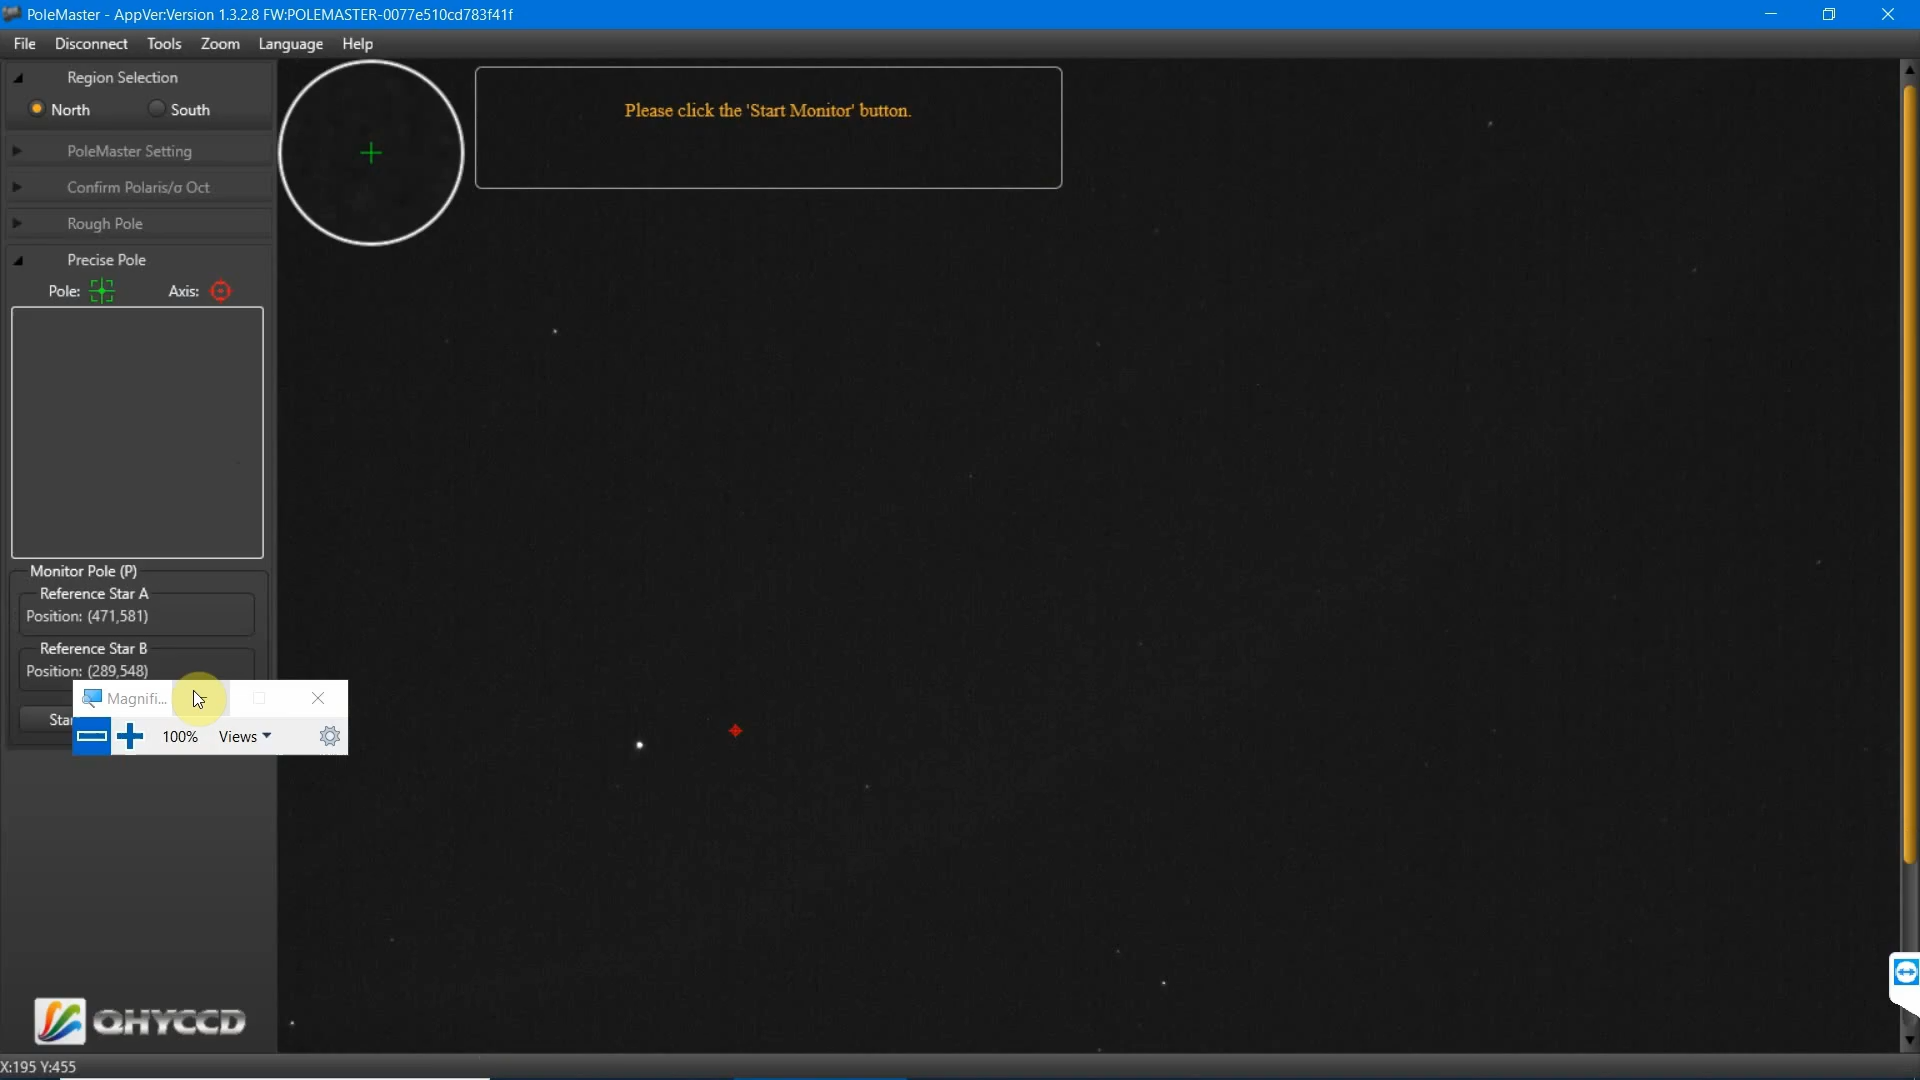 PoleMaster - AppVer:Version 1.3.2.8 FW:POLEMASTER-0077e510cd783f41f
File Disconnect Tools Zoom Language Help
Region Selection
North South
PoleMaster Setting
Confirm Polaris/σ Oct
Rough Pole
Precise Pole
Pole: Axis:
Please click the 'Start Monitor' button.
Monitor Pole (P)
Reference Star A
Position: (471,581)
Reference Star B
Position: (289,548)
Star
Magnifi...
100% Views
QHYCCD
X:195 Y:455